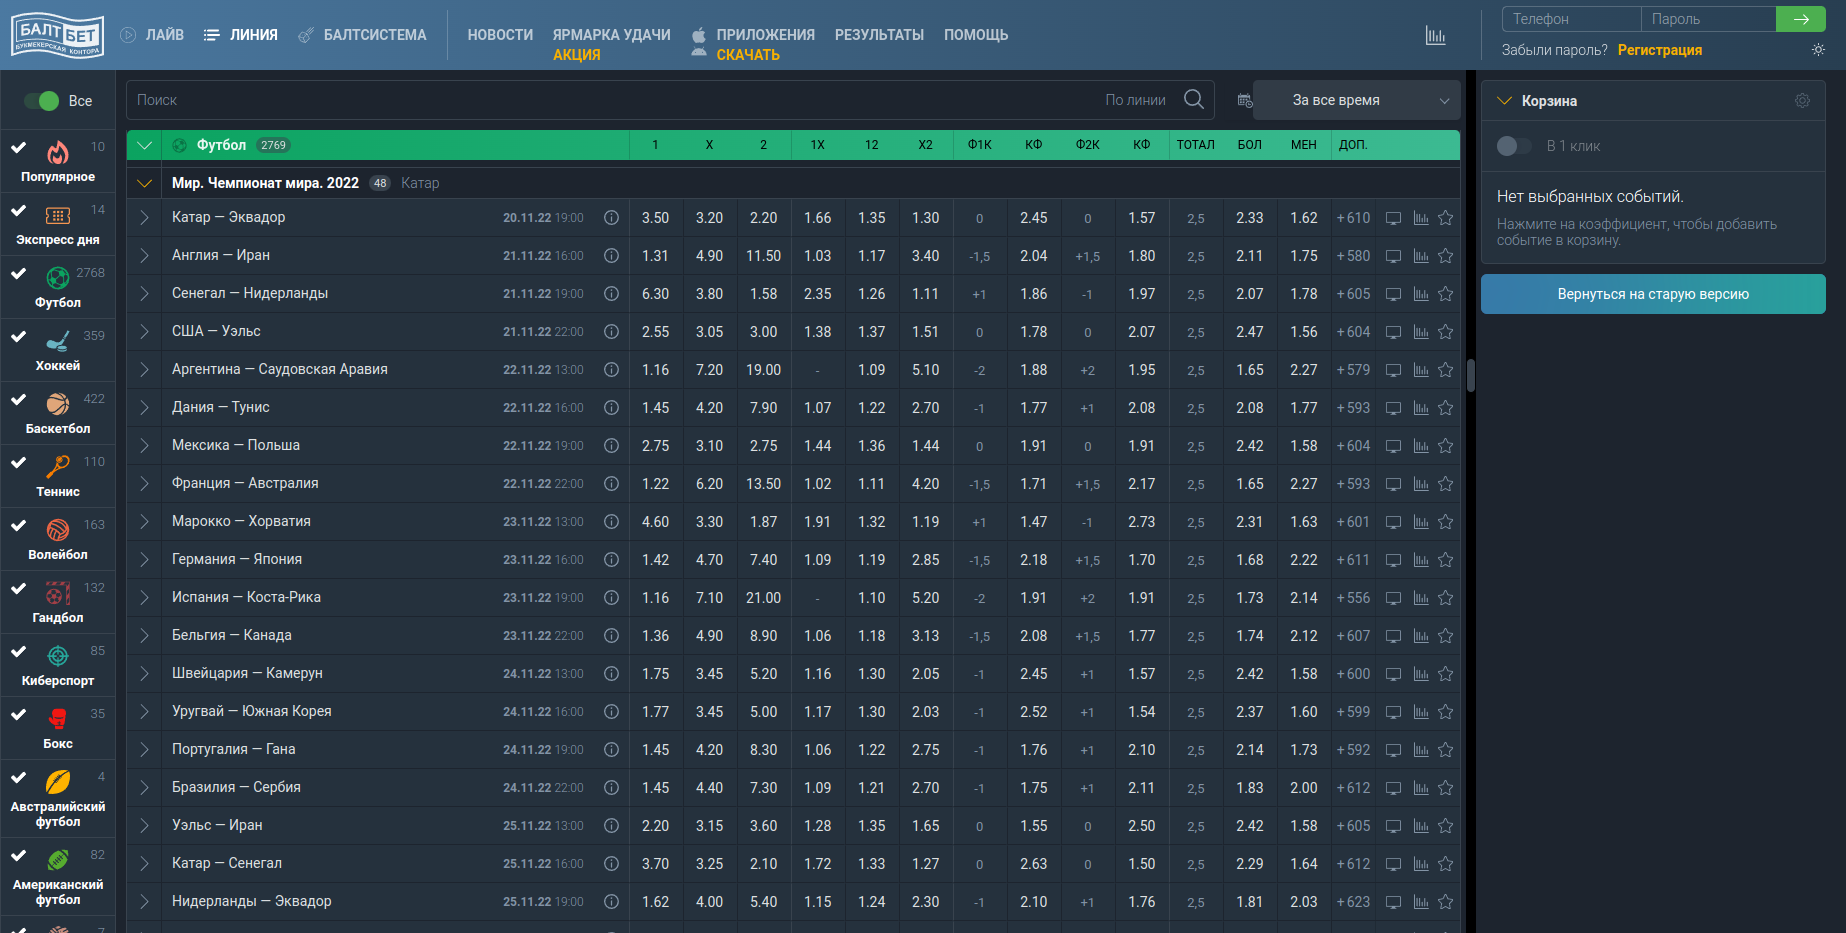 БАЛТ БЕТ
БУКМЕКЕРСКАЯ КОНТОРА
ЛАЙВ
ЛИНИЯ
БАЛТСИСТЕМА
НОВОСТИ
ЯРМАРКА УДАЧИ
АКЦИЯ
ПРИЛОЖЕНИЯ
СКАЧАТЬ
РЕЗУЛЬТАТЫ
ПОМОЩЬ
Телефон
Пароль
Забыли пароль? Регистрация
Все
10
Популярное
14
Экспресс дня
2768
Футбол
359
Хоккей
422
Баскетбол
110
Теннис
163
Волейбол
132
Гандбол
85
Киберспорт
35
Бокс
4
Австралийский
футбол
82
Американский
футбол
7
Поиск
По линии
За все время
Футбол 2769 1 X 2 1X 12 X2 Ф1К КФ Ф2К КФ ТОТАЛ БОЛ МЕН ДОП.
Мир. Чемпионат мира. 2022 48 Катар
Катар — Эквадор 20.11.22 19:00 3.50 3.20 2.20 1.66 1.35 1.30 0 2.45 0 1.57 2,5 2.33 1.62 +610
Англия — Иран 21.11.22 16:00 1.31 4.90 11.50 1.03 1.17 3.40 -1,5 2.04 +1,5 1.80 2,5 2.11 1.75 +580
Сенегал — Нидерланды 21.11.22 19:00 6.30 3.80 1.58 2.35 1.26 1.11 +1 1.86 -1 1.97 2,5 2.07 1.78 +605
США — Уэльс 21.11.22 22:00 2.55 3.05 3.00 1.38 1.37 1.51 0 1.78 0 2.07 2,5 2.47 1.56 +604
Аргентина — Саудовская Аравия 22.11.22 13:00 1.16 7.20 19.00 - 1.09 5.10 -2 1.88 +2 1.95 2,5 1.65 2.27 +579
Дания — Тунис 22.11.22 16:00 1.45 4.20 7.90 1.07 1.22 2.70 -1 1.77 +1 2.08 2,5 2.08 1.77 +593
Мексика — Польша 22.11.22 19:00 2.75 3.10 2.75 1.44 1.36 1.44 0 1.91 0 1.91 2,5 2.42 1.58 +604
Франция — Австралия 22.11.22 22:00 1.22 6.20 13.50 1.02 1.11 4.20 -1,5 1.71 +1,5 2.17 2,5 1.65 2.27 +593
Марокко — Хорватия 23.11.22 13:00 4.60 3.30 1.87 1.91 1.32 1.19 +1 1.47 -1 2.73 2,5 2.31 1.63 +601
Германия — Япония 23.11.22 16:00 1.42 4.70 7.40 1.09 1.19 2.85 -1,5 2.18 +1,5 1.70 2,5 1.68 2.22 +611
Испания — Коста-Рика 23.11.22 19:00 1.16 7.10 21.00 - 1.10 5.20 -2 1.91 +2 1.91 2,5 1.73 2.14 +556
Бельгия — Канада 23.11.22 22:00 1.36 4.90 8.90 1.06 1.18 3.13 -1,5 2.08 +1,5 1.77 2,5 1.74 2.12 +607
Швейцария — Камерун 24.11.22 13:00 1.75 3.45 5.20 1.16 1.30 2.05 -1 2.45 +1 1.57 2,5 2.42 1.58 +600
Уругвай — Южная Корея 24.11.22 16:00 1.77 3.45 5.00 1.17 1.30 2.03 -1 2.52 +1 1.54 2,5 2.37 1.60 +599
Португалия — Гана 24.11.22 19:00 1.45 4.20 8.30 1.06 1.22 2.75 -1 1.76 +1 2.10 2,5 2.14 1.73 +592
Бразилия — Сербия 24.11.22 22:00 1.45 4.40 7.30 1.09 1.21 2.70 -1 1.75 +1 2.11 2,5 1.83 2.00 +612
Уэльс — Иран 25.11.22 13:00 2.20 3.15 3.60 1.28 1.35 1.65 0 1.55 0 2.50 2,5 2.42 1.58 +605
Катар — Сенегал 25.11.22 16:00 3.70 3.25 2.10 1.72 1.33 1.27 0 2.63 0 1.50 2,5 2.29 1.64 +612
Нидерланды — Эквадор 25.11.22 19:00 1.62 4.00 5.40 1.15 1.24 2.30 -1 2.10 +1 1.76 2,5 1.81 2.03 +623
Корзина
В 1 клик
Нет выбранных событий.
Нажмите на коэффициент, чтобы добавить
событие в корзину.
Вернуться на старую версию